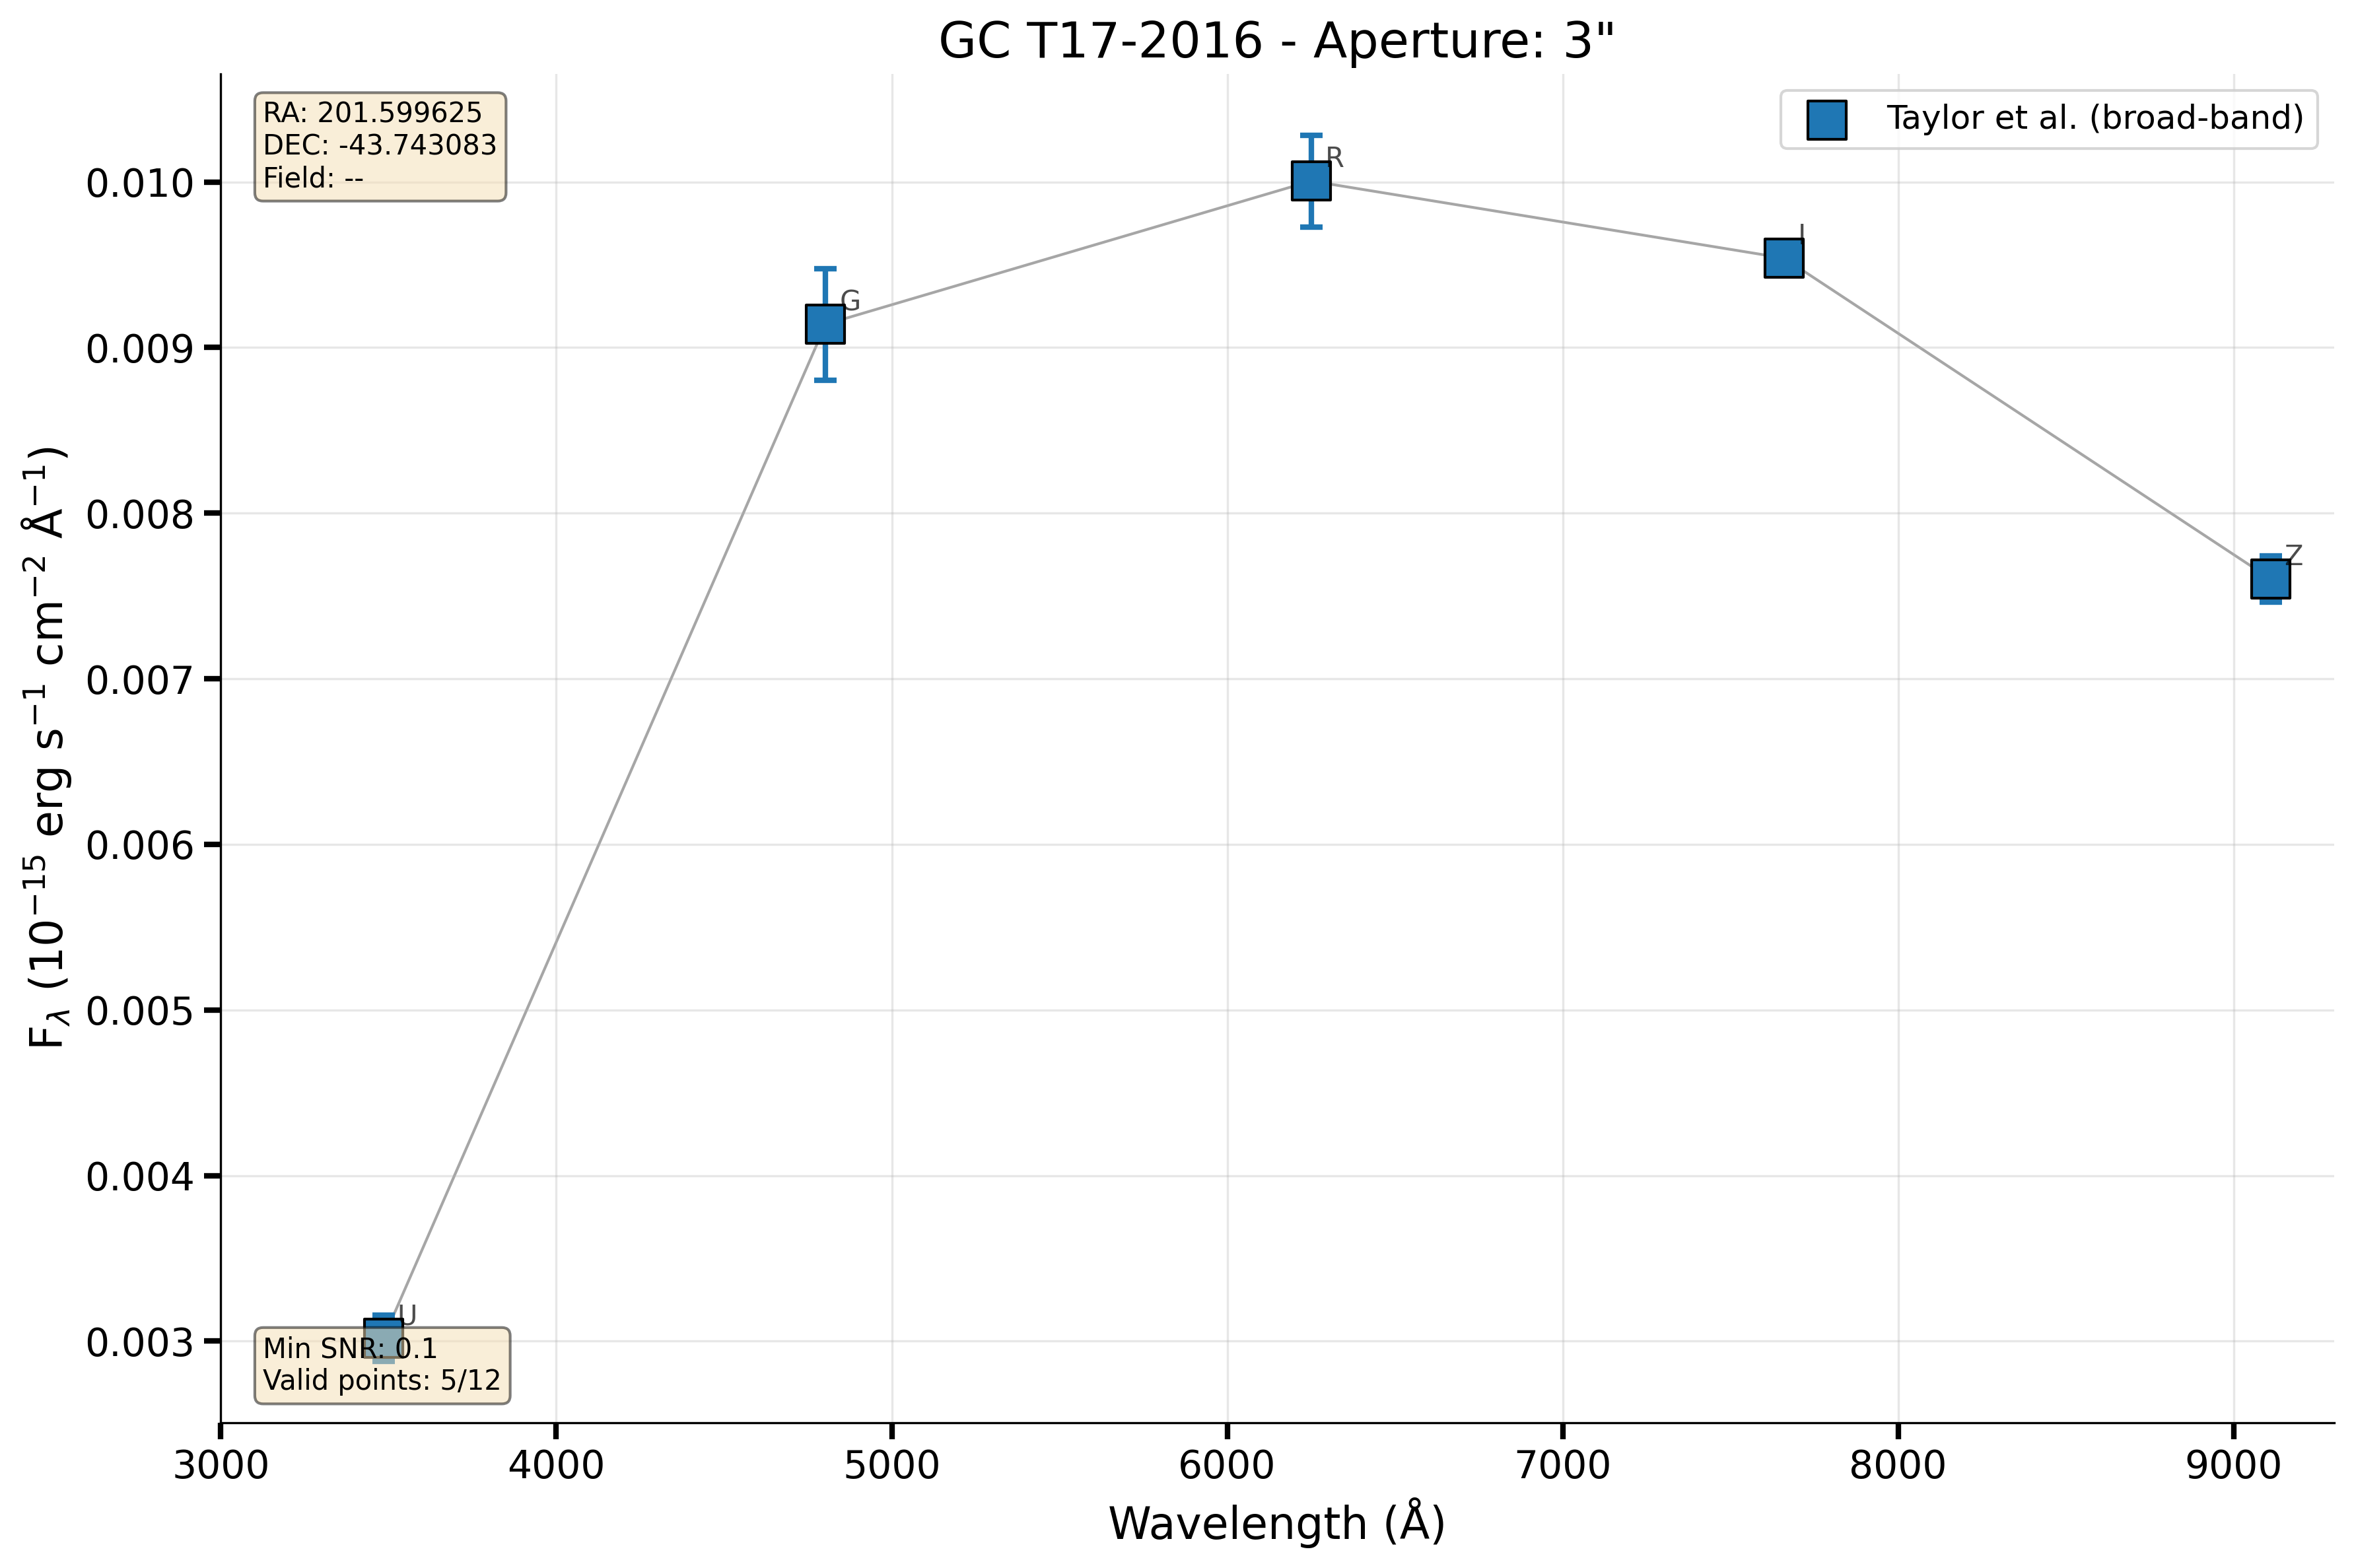 GC T17-2016 - Aperture: 3"
RA: 201.599625
DEC: -43.743083
Field: --
Taylor et al. (broad-band)
F_λ (10⁻¹⁵ erg s⁻¹ cm⁻² Å⁻¹)
0.010
0.009
0.008
0.007
0.006
0.005
0.004
0.003
U
G
R
I
Z
Min SNR: 0.1
Valid points: 5/12
3000
4000
5000
6000
7000
8000
9000
Wavelength (Å)